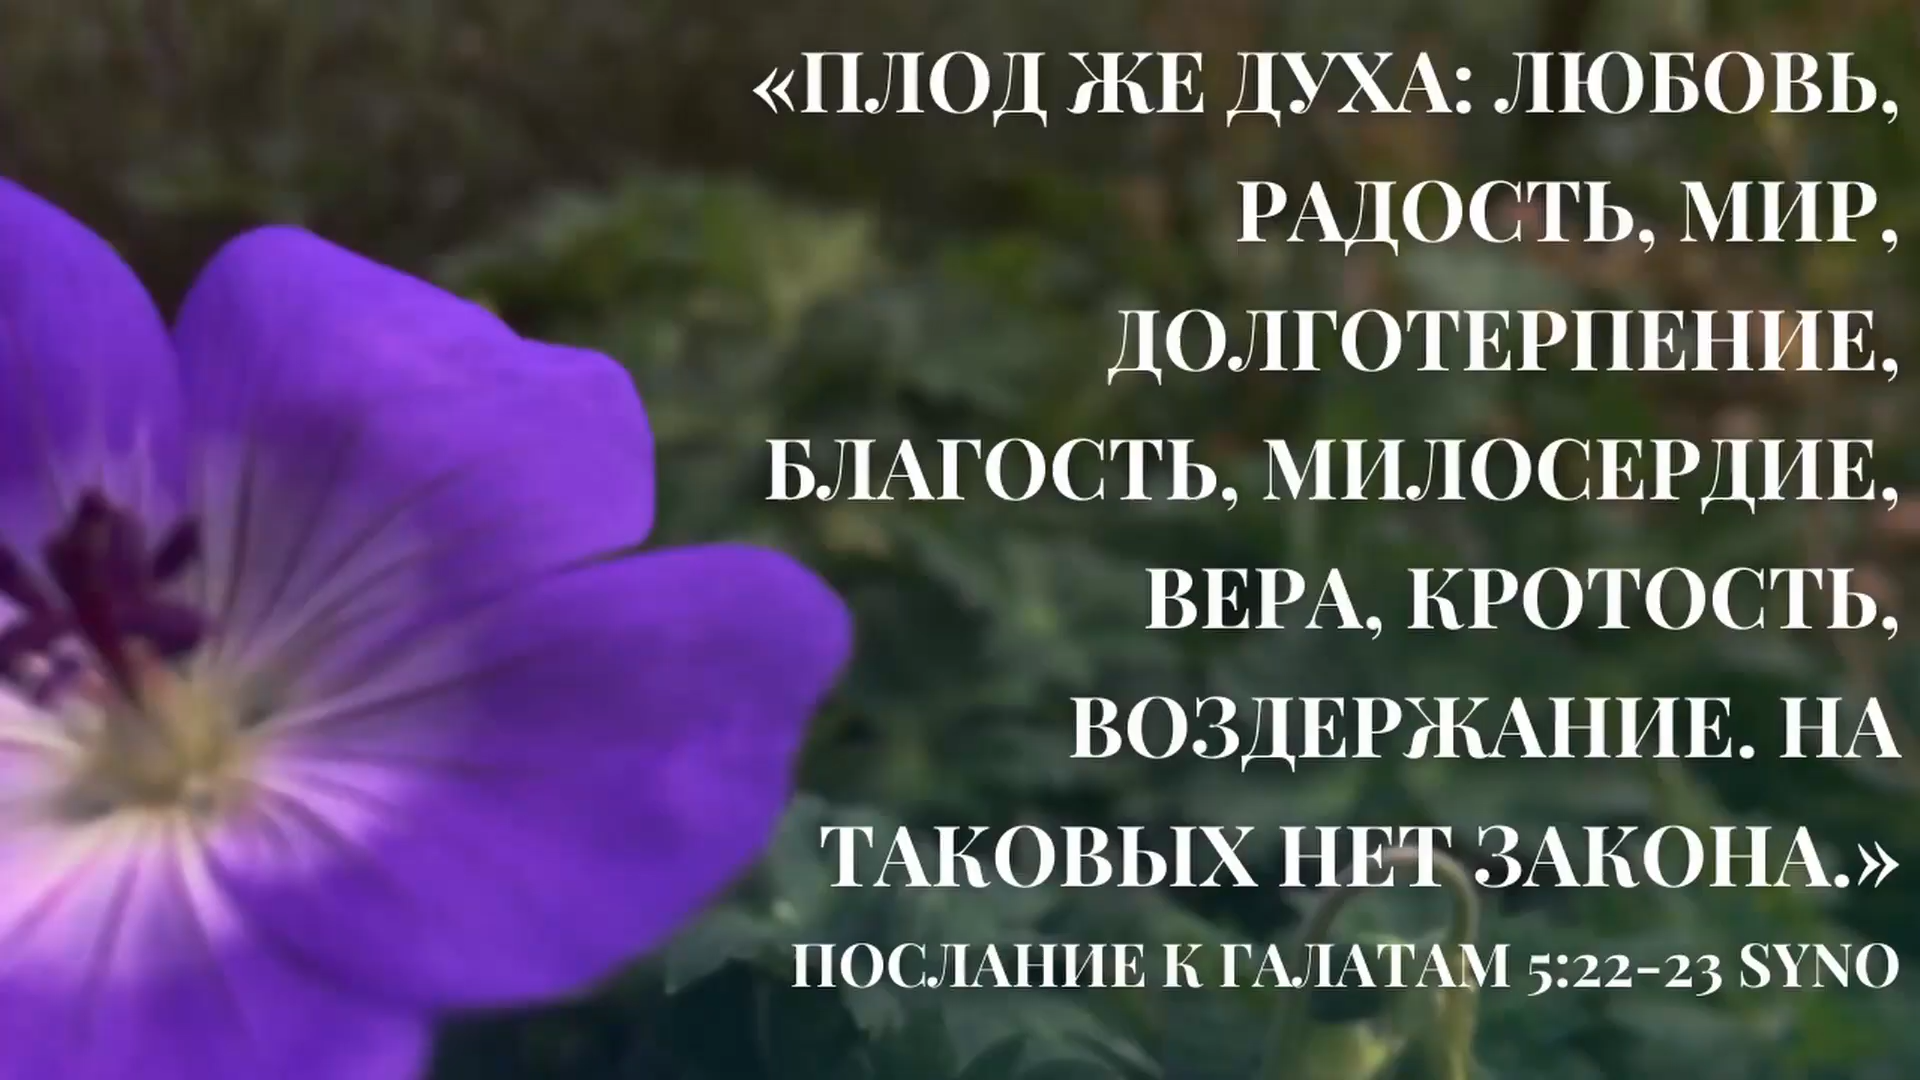 «ПЛОД ЖЕ ДУХА: ЛЮБОВЬ,
РАДОСТЬ, МИР,
ДОЛГОТЕРПЕНИЕ,
БЛАГОСТЬ, МИЛОСЕРДИЕ,
ВЕРА, КРОТОСТЬ,
ВОЗДЕРЖАНИЕ. НА
ТАКОВЫХ НЕТ ЗАКОНА.»
ПОСЛАНИЕ К ГАЛАТАМ 5:22-23 SYNO